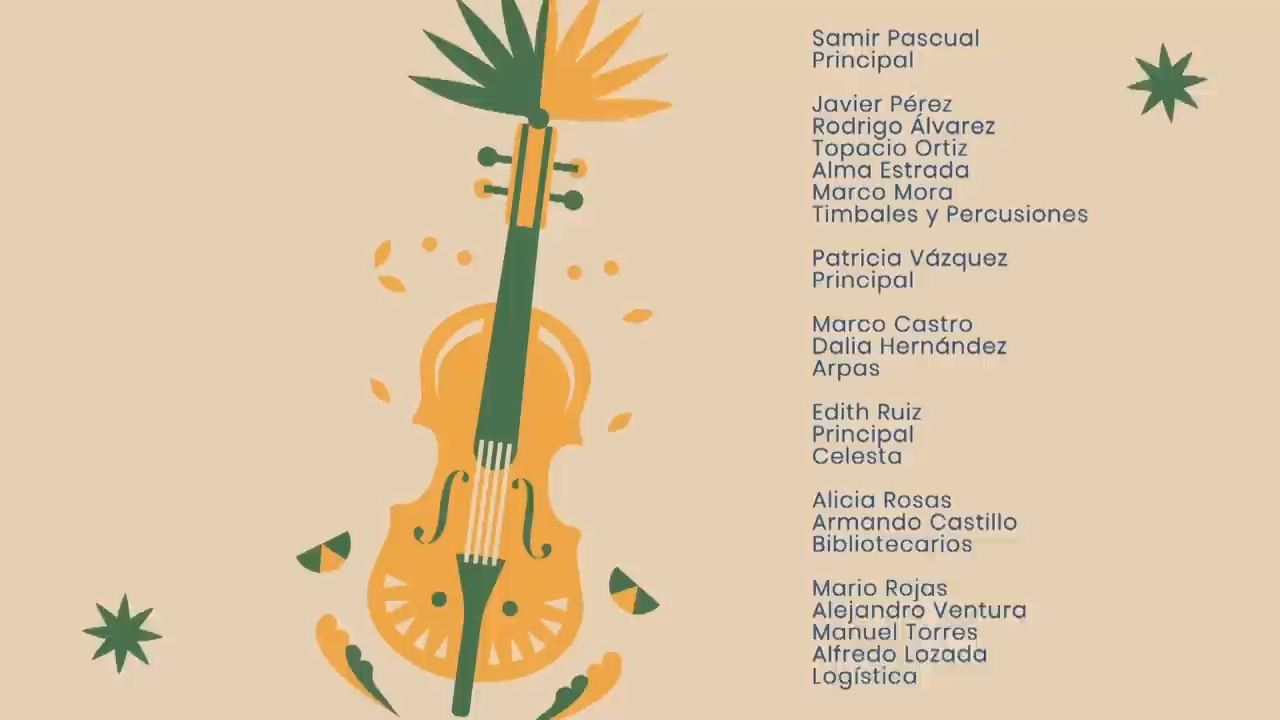 Samir Pascual
Principal
Javier Pérez
Rodrigo Álvarez
Topacio Ortiz
Alma Estrada
Marco Mora
Timbales y Percusiones
Patricia Vázquez
Principal
Marco Castro
Dalia Hernández
Arpas
Edith Ruiz
Principal
Celesta
Alicia Rosas
Armando Castillo
Bibliotecarios
Mario Rojas
Alejandro Ventura
Manuel Torres
Alfredo Lozada
Logística